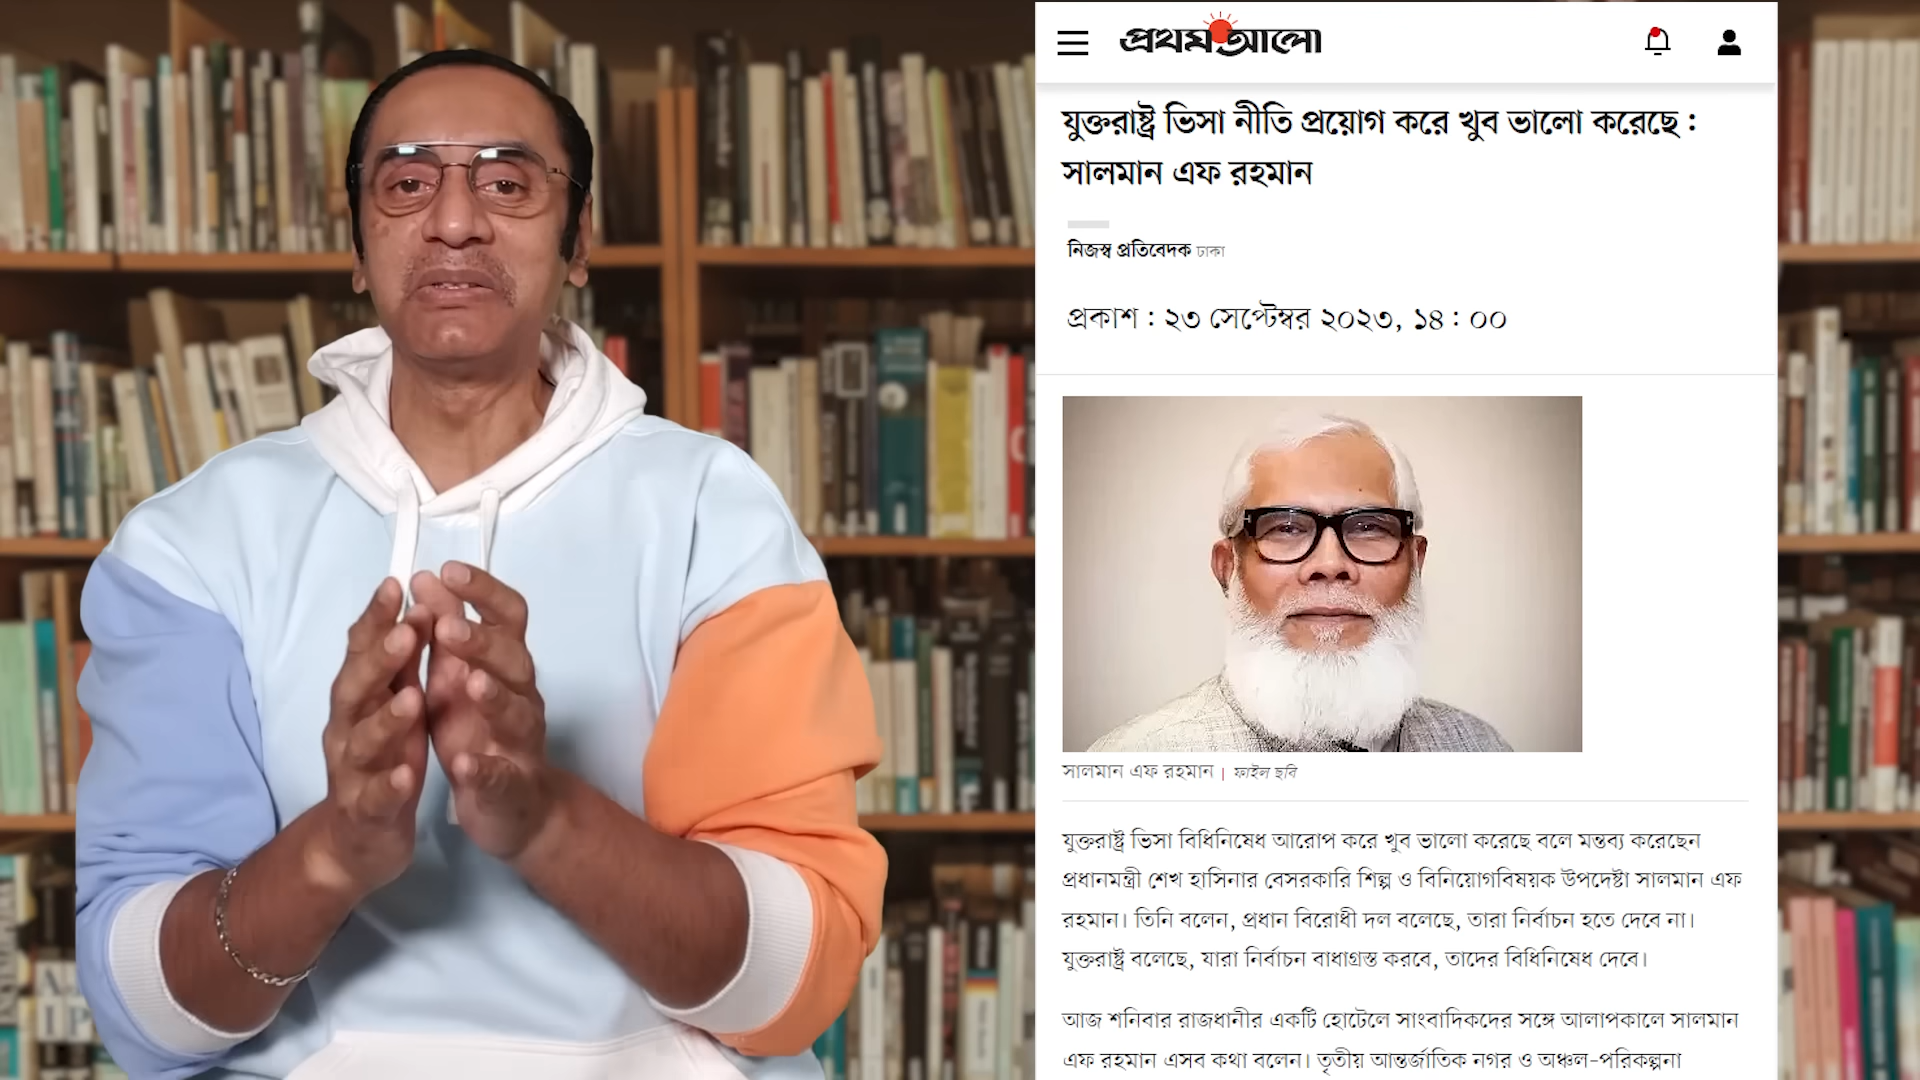 প্রথম আলো
যুক্তরাষ্ট্র ভিসা নীতি প্রয়োগ করে খুব ভালো করেছে :
সালমান এফ রহমান
নিজস্ব প্রতিবেদক ঢাকা
প্রকাশ : ২৩ সেপ্টেম্বর ২০২৩, ১৪ : ০০
সালমান এফ রহমান | ফাইল ছবি
যুক্তরাষ্ট্র ভিসা বিধিনিষেধ আরোপ করে খুব ভালো করেছে বলে মন্তব্য করেছেন
প্রধানমন্ত্রী শেখ হাসিনার বেসরকারি শিল্প ও বিনিয়োগবিষয়ক উপদেষ্টা সালমান এফ
রহমান। তিনি বলেন, প্রধান বিরোধী দল বলেছে, তারা নির্বাচন হতে দেবে না।
যুক্তরাষ্ট্র বলেছে, যারা নির্বাচন বাধাগ্রস্ত করবে, তাদের বিধিনিষেধ দেবে।
আজ শনিবার রাজধানীর একটি হোটেলে সাংবাদিকদের সঙ্গে আলাপকালে সালমান
এফ রহমান এসব কথা বলেন। তৃতীয় আন্তর্জাতিক নগর ও অঞ্চল-পরিকল্পনা